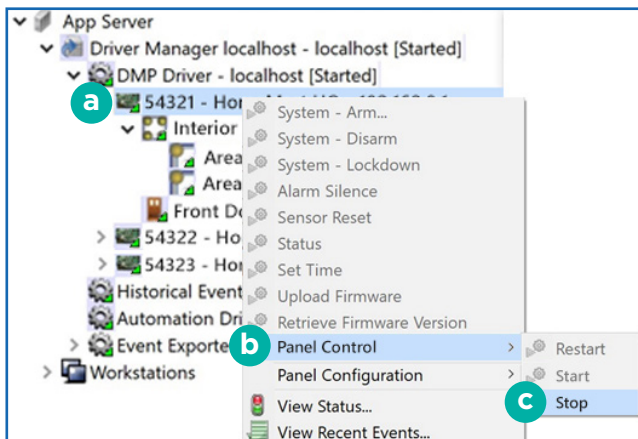 App Server
Driver Manager localhost - localhost [Started]
DMP Driver - localhost [Started]
a
54321 - Hon
Interior
Area
Area
Front Do
54322 - Ho
54323 - Hon
Historical Event
Automation Dri
Event Exporte
Workstations
System - Arm...
System - Disarm
System - Lockdown
Alarm Silence
Sensor Reset
Status
Set Time
Upload Firmware
Retrieve Firmware Version
b
Panel Control
Panel Configuration
View Status...
View Recent Events...
Restart
Start
c
Stop